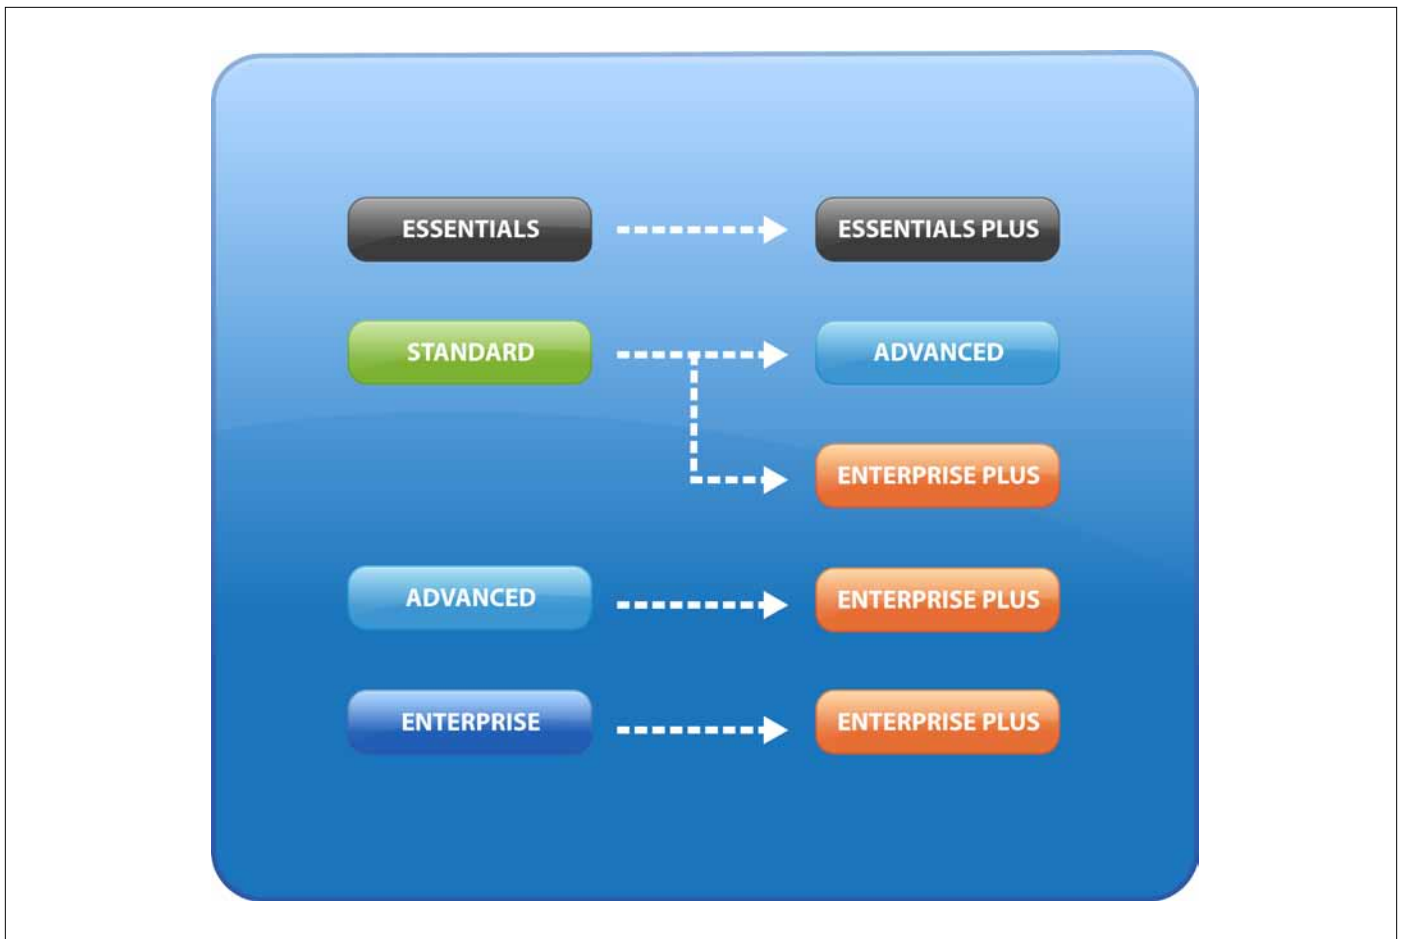 ESSENTIALS
ESSENTIALS PLUS
STANDARD
ADVANCED
ENTERPRISE PLUS
ADVANCED
ENTERPRISE PLUS
ENTERPRISE
ENTERPRISE PLUS